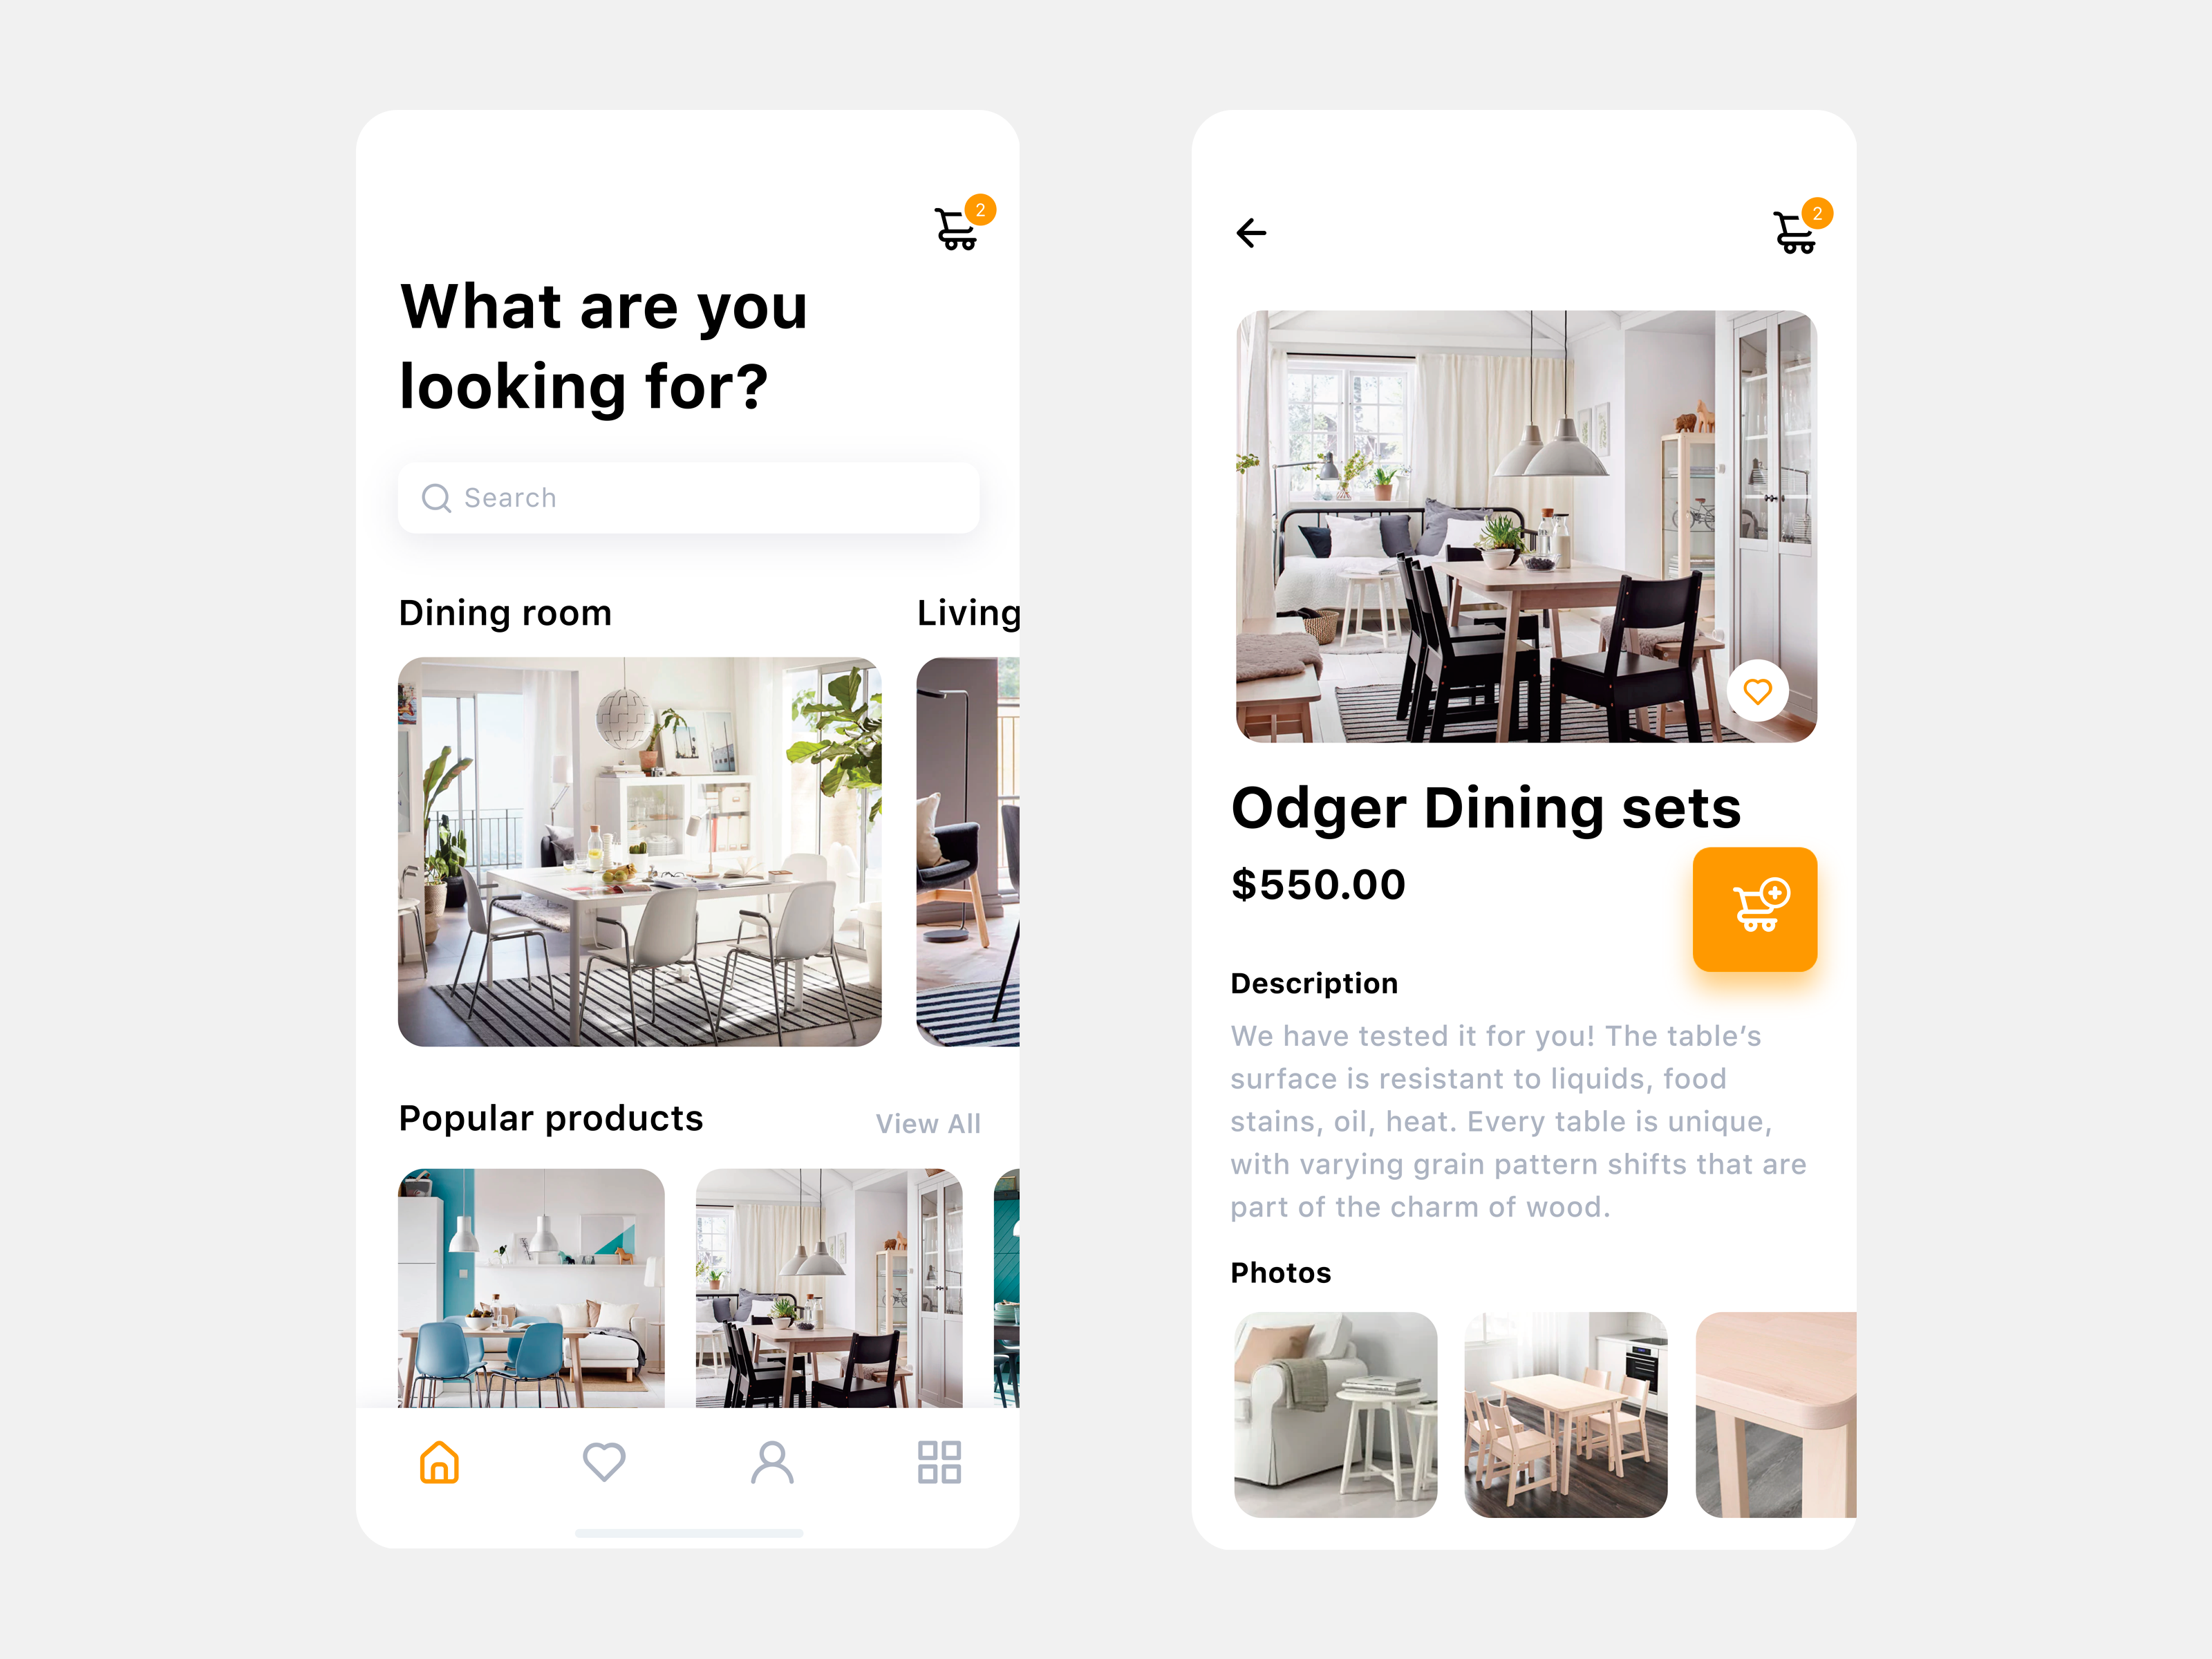 2
What are you
looking for?
Search
Dining room
Living
Popular products
View All
2
Odger Dining sets
$550.00
Description
We have tested it for you! The table’s
surface is resistant to liquids, food
stains, oil, heat. Every table is unique,
with varying grain pattern shifts that are
part of the charm of wood.
Photos